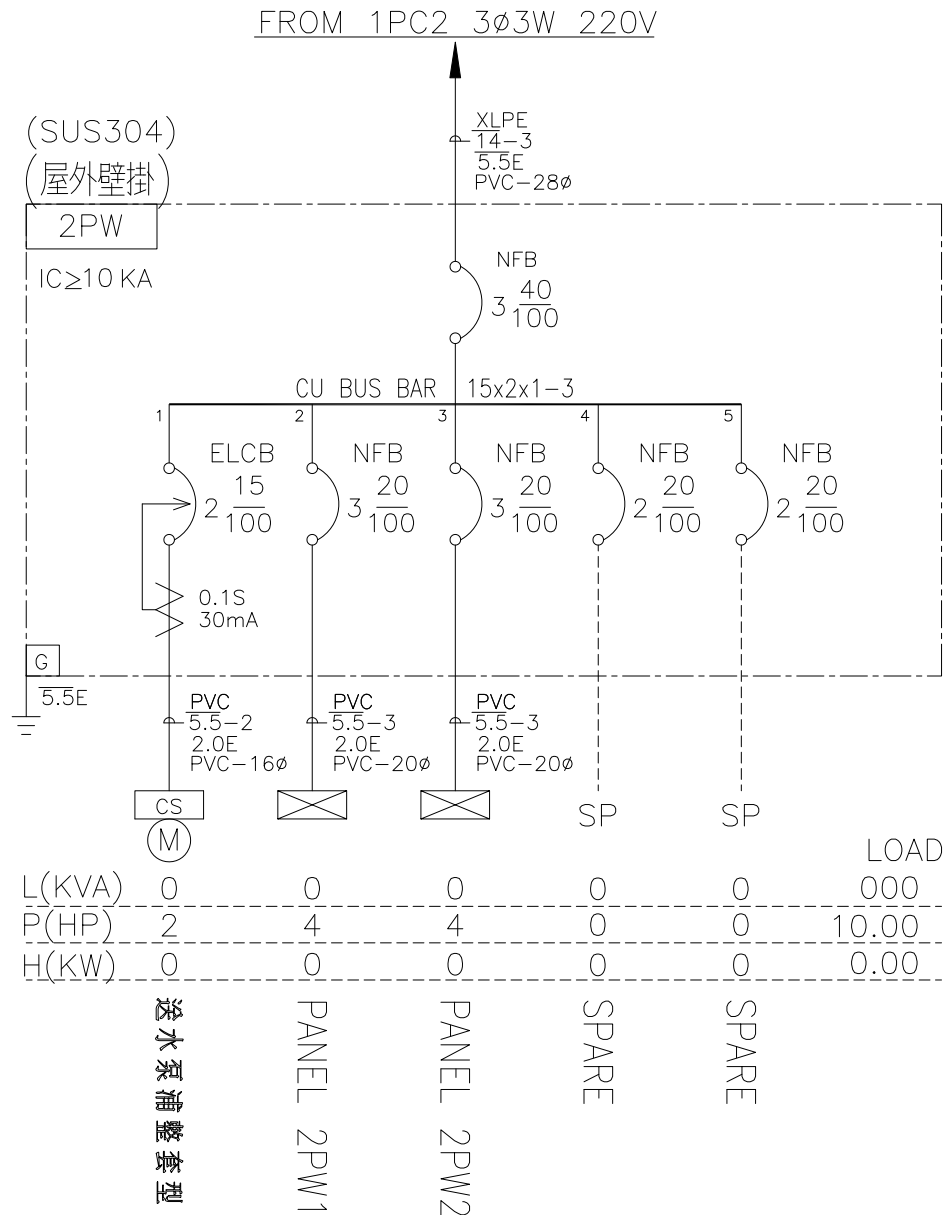 FROM 1PC2 3ø3W 220V
XLPE
14-3
5.5E
PVC-28ø
(SUS304)
(屋外壁掛)
2PW
IC≥10 KA
NFB
3 40
100
CU BUS BAR 15x2x1-3
1 2 3 4 5
ELCB NFB NFB NFB NFB
2 15 3 20 3 20 2 20 2 20
100 100 100 100 100
0.1S
30mA
G
5.5E
PVC PVC PVC
5.5-2 5.5-3 5.5-3
2.0E 2.0E 2.0E
PVC-16ø PVC-20ø PVC-20ø
CS
M
SP SP
LOAD
L(KVA) 0 0 0 0 0 000
P(HP) 2 4 4 0 0 10.00
H(KW) 0 0 0 0 0 0.00
送水泵浦整套型
PANEL 2PW1
PANEL 2PW2
SPARE
SPARE